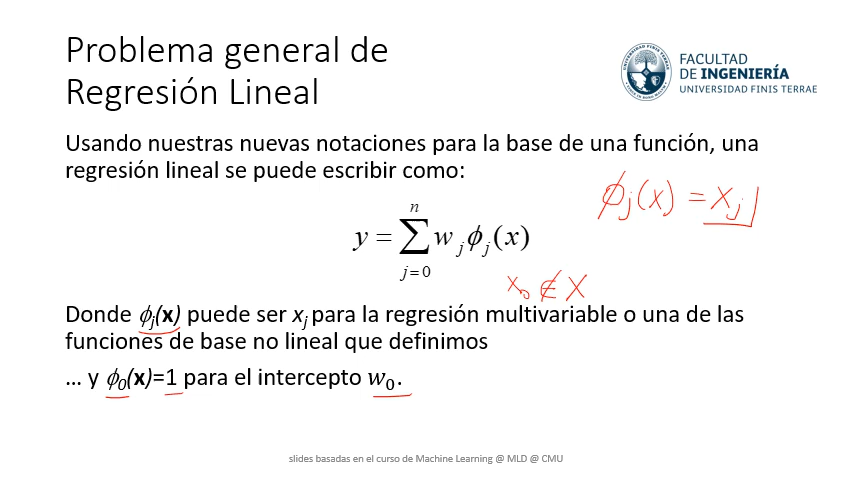 Problema general de
Regresión Lineal
FACULTAD
DE INGENIERÍA
UNIVERSIDAD FINIS TERRAE
Usando nuestras nuevas notaciones para la base de una función, una
regresión lineal se puede escribir como:
ϕj(x) = xj
y = ∑_{j=0}^{n} w_j ϕ_j(x)
x0 ∉ X
Donde ϕj(x) puede ser xj para la regresión multivariable o una de las
funciones de base no lineal que definimos
... y ϕ0(x)=1 para el intercepto w0.
slides basadas en el curso de Machine Learning @ MLD @ CMU